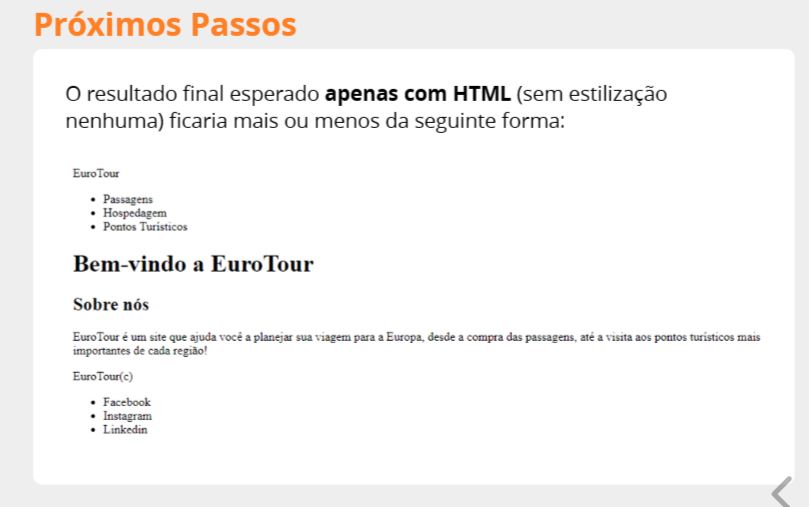 Próximos Passos
O resultado final esperado apenas com HTML (sem estilização
nenhuma) ficaria mais ou menos da seguinte forma:
EuroTour
• Passagens
• Hospedagem
• Pontos Turísticos
Bem-vindo a EuroTour
Sobre nós
EuroTour é um site que ajuda você a planejar sua viagem para a Europa, desde a compra das passagens, até a visita aos pontos turísticos mais
importantes de cada região!
EuroTour(c)
• Facebook
• Instagram
• Linkedin